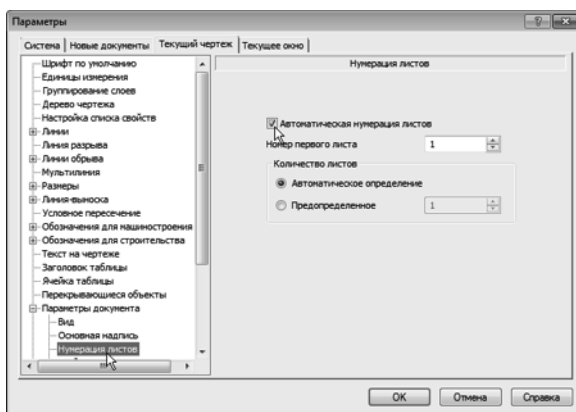 Параметры
Система Новые документы Текущий чертеж Текущее окно
Шрифт по умолчанию
Единицы измерения
Группирование слоев
Дерево чертежа
Настройка списка свойств
Линии
Линия разрыва
Линии обрыва
Мультилиния
Размеры
Линия-выноска
Условное пересечение
Обозначения для машиностроения
Обозначения для строительства
Текст на чертеже
Заголовок таблицы
Ячейка таблицы
Перекрывающиеся объекты
Параметры документа
Вид
Основная надпись
Нумерация листов
Нумерация листов
Автоматическая нумерация листов
Номер первого листа 1
Количество листов
Автоматическое определение
Предопределенное 1
OK Отмена Справка